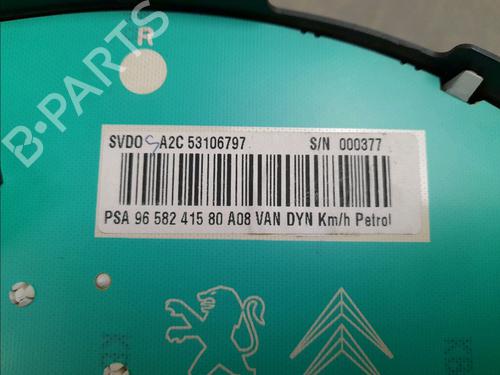 R
SVDO A2C 53106797 S/N 000377
PSA 96 582 415 80 A08 VAN DYN Km/h Petrol
B-PARTS